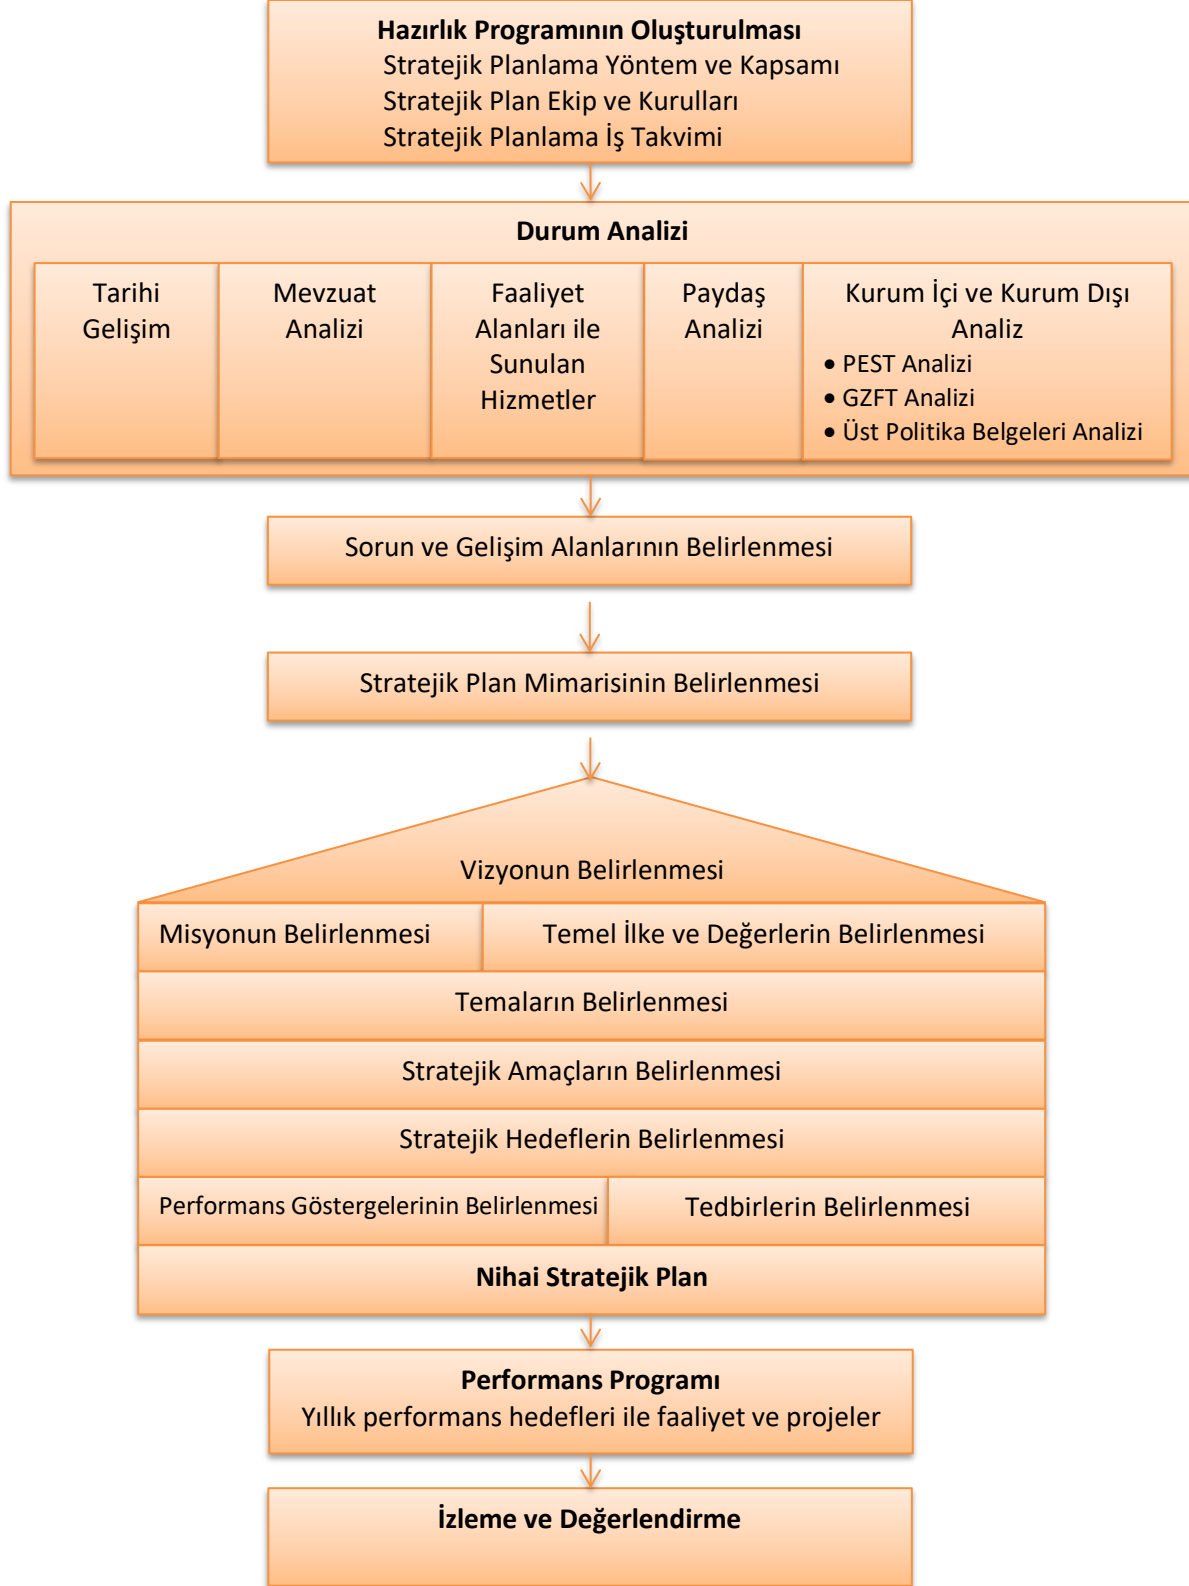 Hazırlık Programının Oluşturulması
Stratejik Planlama Yöntem ve Kapsamı
Stratejik Plan Ekip ve Kurulları
Stratejik Planlama İş Takvimi
Durum Analizi
Tarihi
Gelişim
Mevzuat
Analizi
Faaliyet
Alanları ile
Sunulan
Hizmetler
Paydaş
Analizi
Kurum İçi ve Kurum Dışı
Analiz
• PEST Analizi
• GZFT Analizi
• Üst Politika Belgeleri Analizi
Sorun ve Gelişim Alanlarının Belirlenmesi
Stratejik Plan Mimarisinin Belirlenmesi
Vizyonun Belirlenmesi
Misyonun Belirlenmesi
Temel İlke ve Değerlerin Belirlenmesi
Temaların Belirlenmesi
Stratejik Amaçların Belirlenmesi
Stratejik Hedeflerin Belirlenmesi
Performans Göstergelerinin Belirlenmesi
Tedbirlerin Belirlenmesi
Nihai Stratejik Plan
Performans Programı
Yıllık performans hedefleri ile faaliyet ve projeler
İzleme ve Değerlendirme